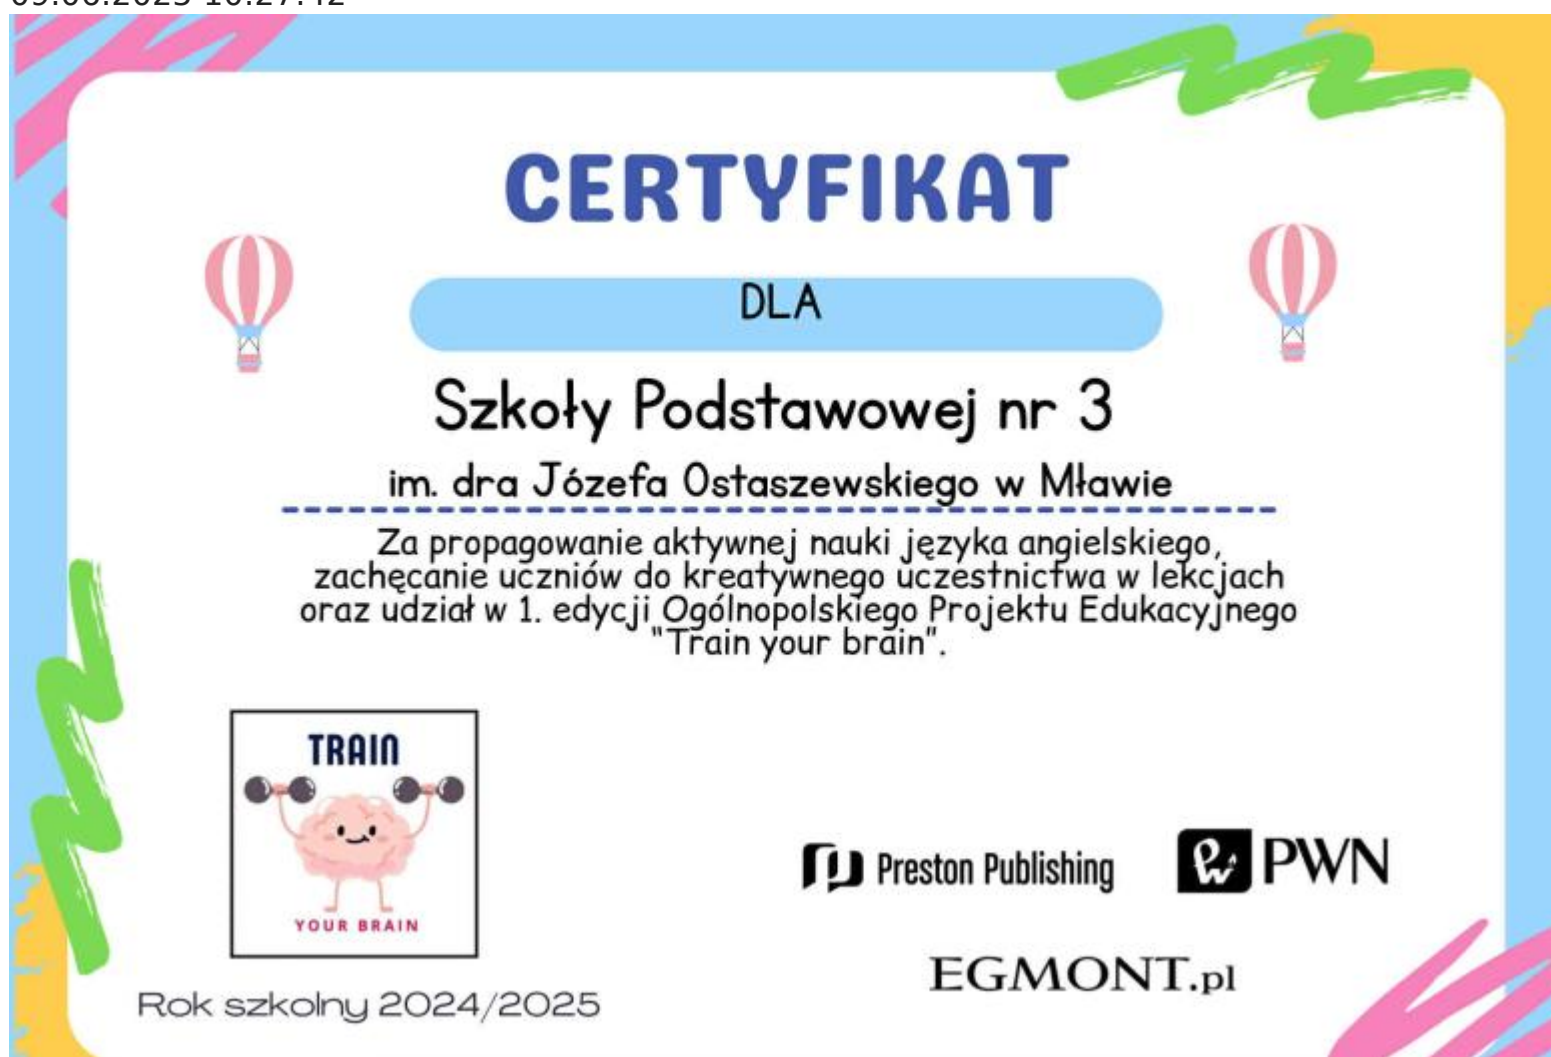 CERTYFIKAT
DLA
Szkoły Podstawowej nr 3
im. dra Józefa Ostaszewskiego w Mławie
Za propagowanie aktywnej nauki języka angielskiego,
zachęcanie uczniów do kreatywnego uczestnictwa w lekcjach
oraz udział w 1. edycji Ogólnopolskiego Projektu Edukacyjnego
"Train your brain".
TRAIN
YOUR BRAIN
Preston Publishing
PW PWN
EGMONT.pl
Rok szkolny 2024/2025